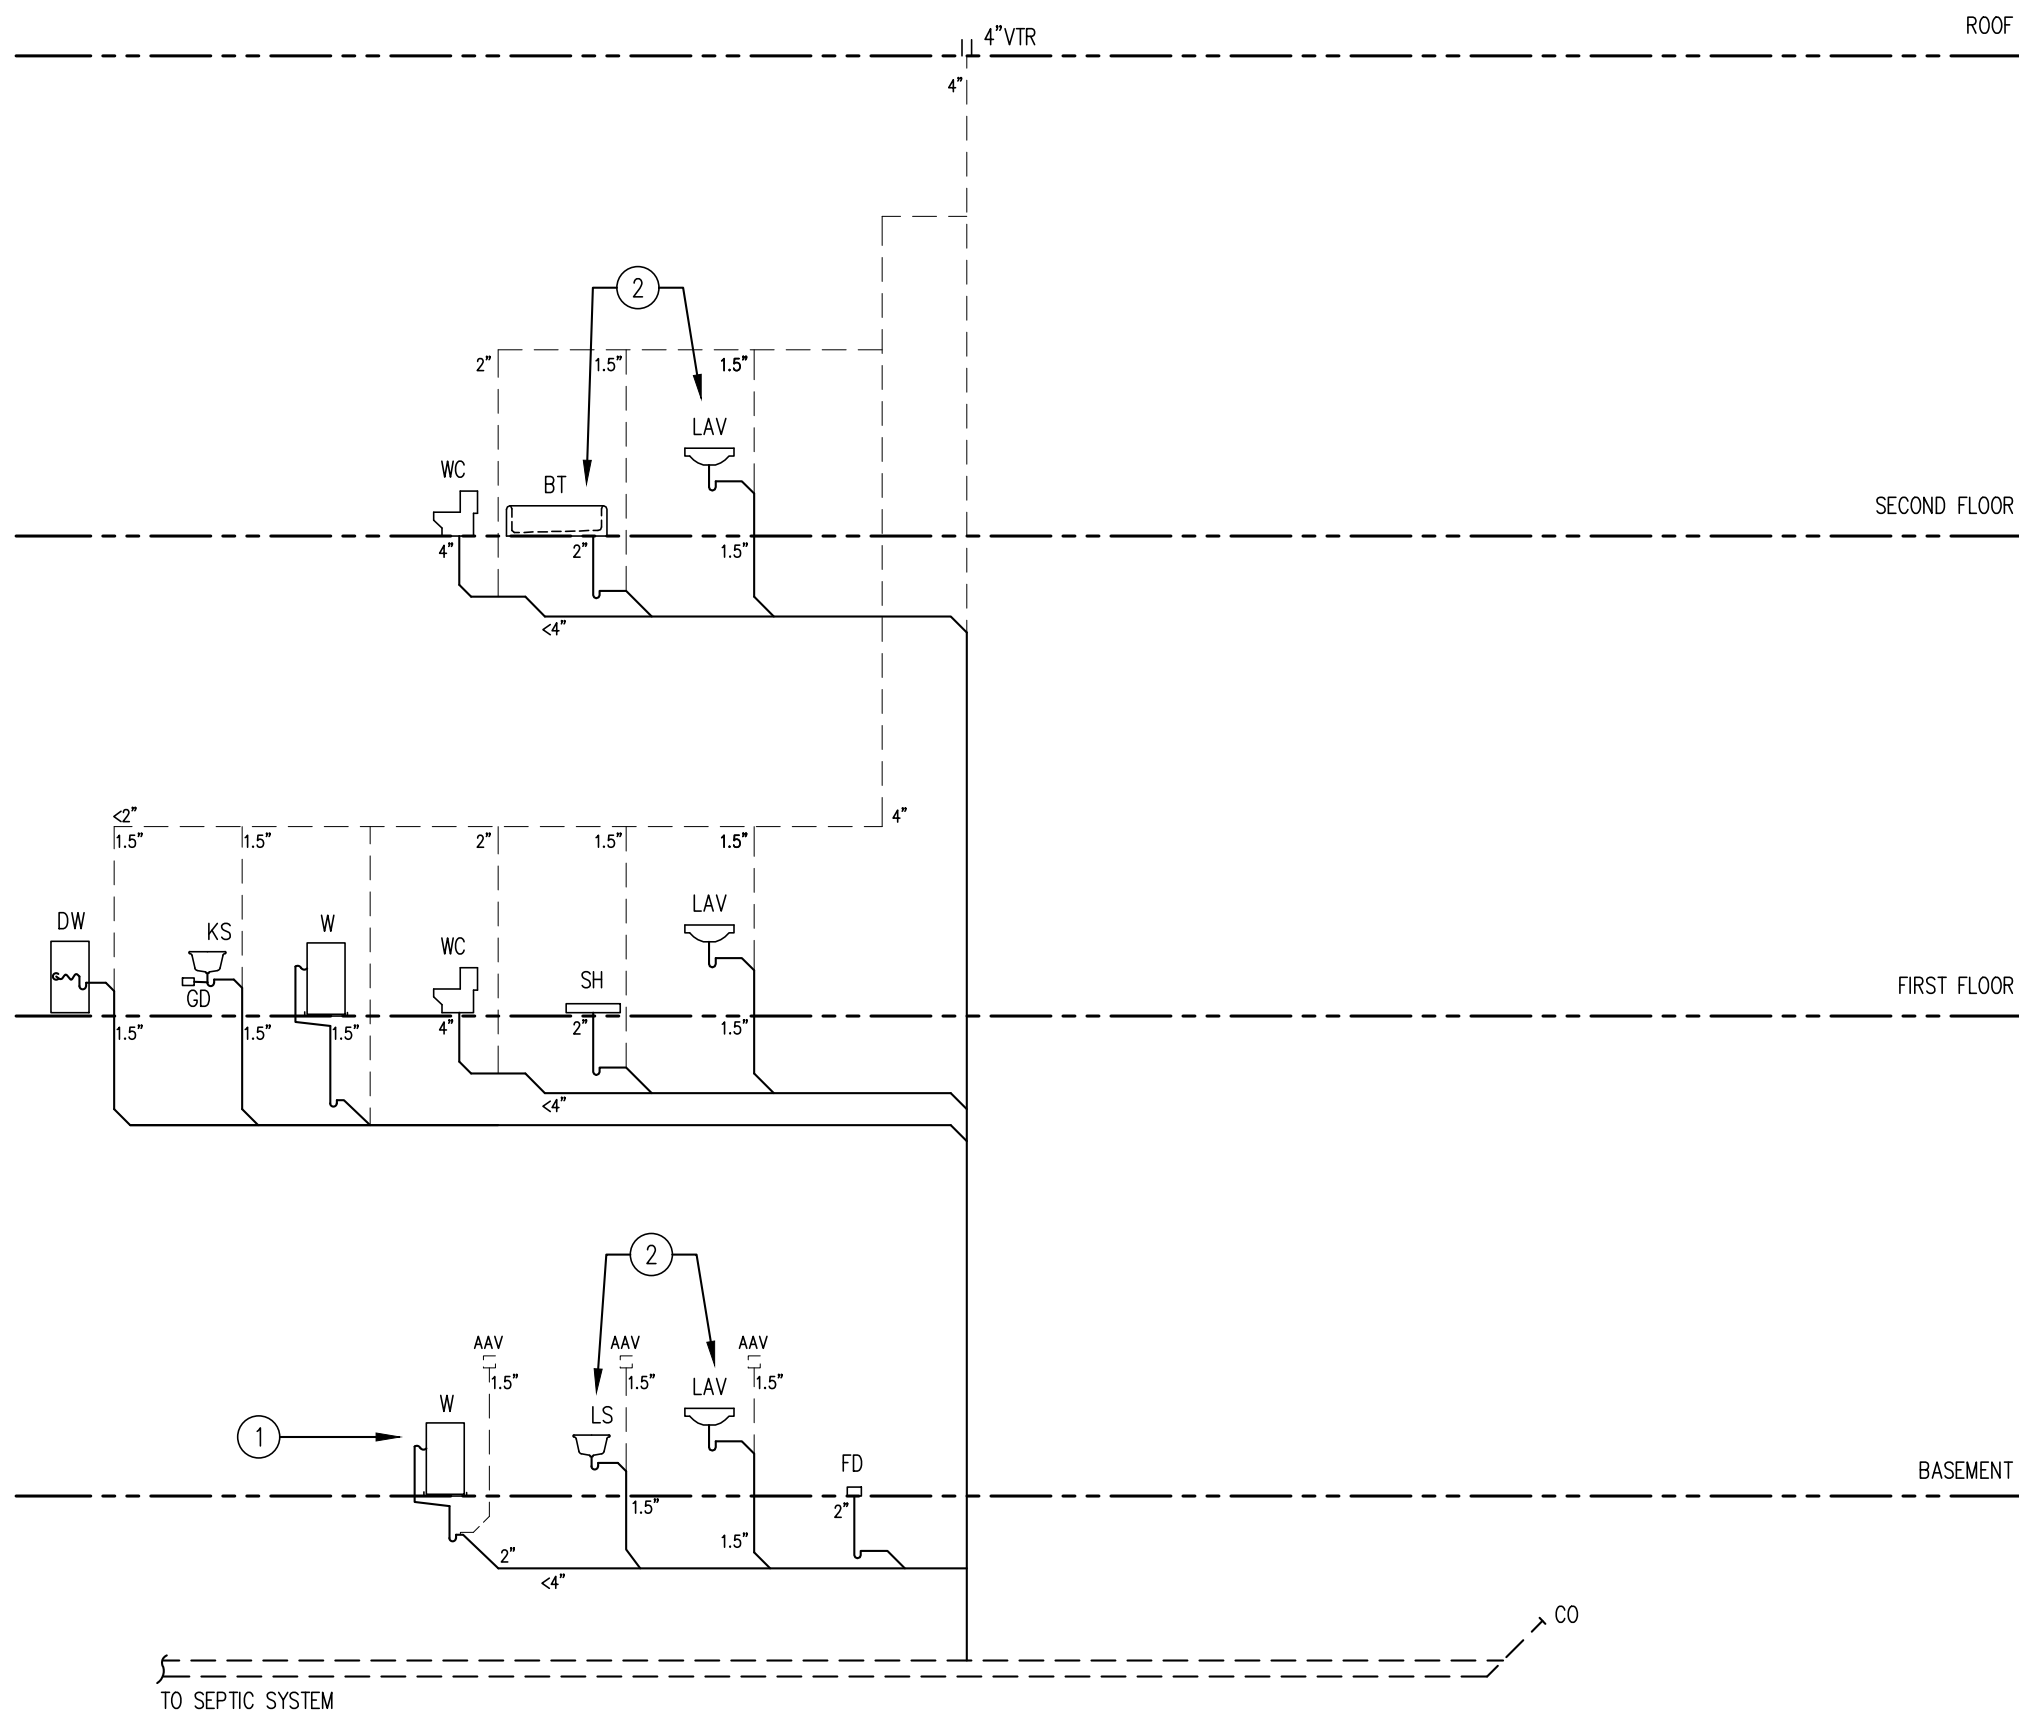 ROOF
4"VTR
4"
2
2"
1.5"
1.5"
LAV
WC
BT
SECOND FLOOR
4"
2"
1.5"
<4"
<2"
4"
1.5"
1.5"
2"
1.5"
1.5"
LAV
DW
KS
W
WC
SH
GD
FIRST FLOOR
1.5"
1.5"
1.5"
4"
2"
1.5"
<4"
2
AAV
AAV
AAV
1.5"
1.5"
1.5"
W
LS
LAV
1
FD
BASEMENT
1.5"
2"
1.5"
2"
<4"
CO
TO SEPTIC SYSTEM